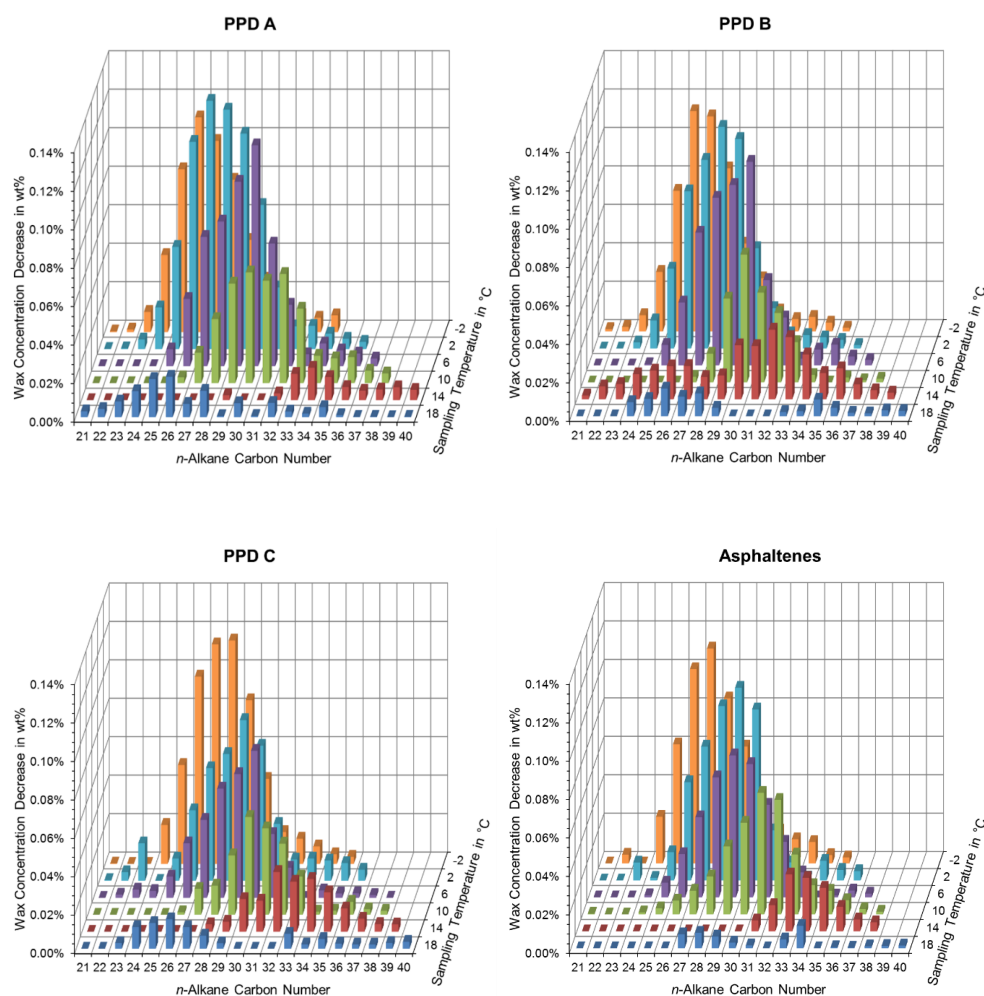 PPD A
Wax Concentration Decrease in wt%
0.14%
0.12%
0.10%
0.08%
0.06%
0.04%
0.02%
0.00%
21 22 23 24 25 26 27 28 29 30 31 32 33 34 35 36 37 38 39 40
n-Alkane Carbon Number
-2
2
6
10
14
18
Sampling Temperature in °C
PPD B
Wax Concentration Decrease in wt%
0.14%
0.12%
0.10%
0.08%
0.06%
0.04%
0.02%
0.00%
21 22 23 24 25 26 27 28 29 30 31 32 33 34 35 36 37 38 39 40
n-Alkane Carbon Number
-2
2
6
10
14
18
Sampling Temperature in °C
PPD C
Wax Concentration Decrease in wt%
0.14%
0.12%
0.10%
0.08%
0.06%
0.04%
0.02%
0.00%
21 22 23 24 25 26 27 28 29 30 31 32 33 34 35 36 37 38 39 40
n-Alkane Carbon Number
-2
2
6
10
14
18
Sampling Temperature in °C
Asphaltenes
Wax Concentration Decrease in wt%
0.14%
0.12%
0.10%
0.08%
0.06%
0.04%
0.02%
0.00%
21 22 23 24 25 26 27 28 29 30 31 32 33 34 35 36 37 38 39 40
n-Alkane Carbon Number
-2
2
6
10
14
18
Sampling Temperature in °C